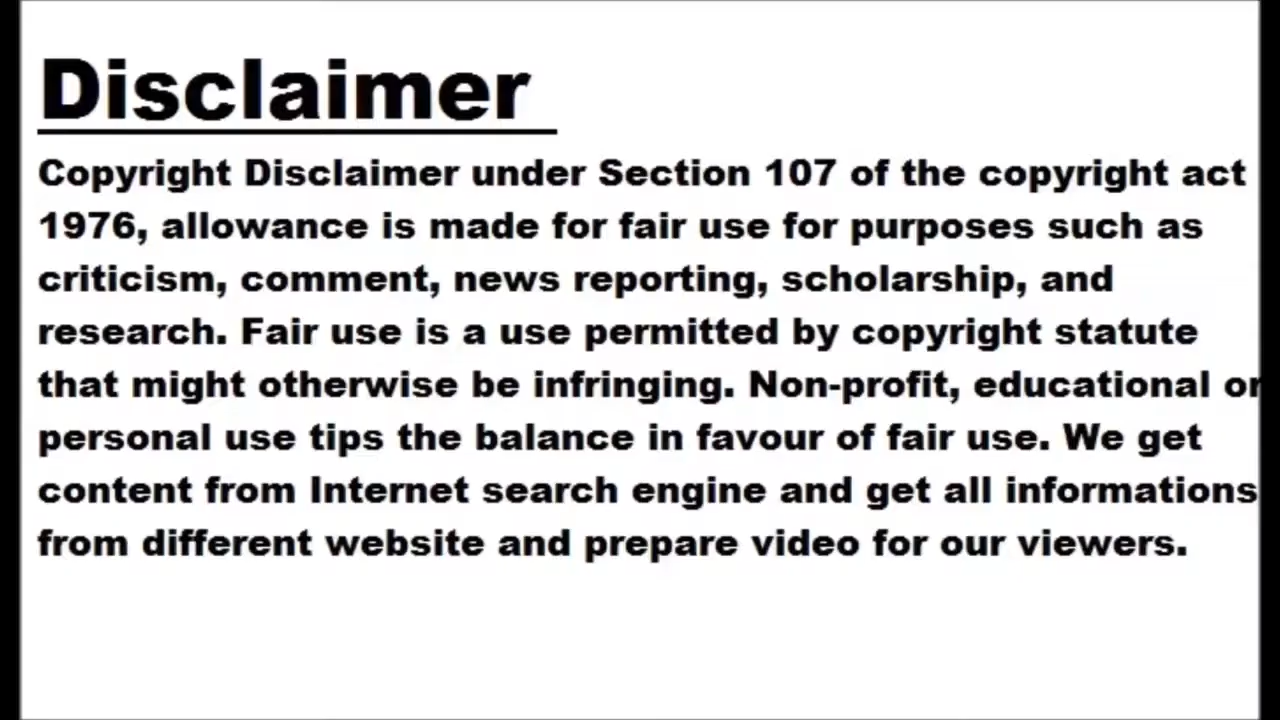 Disclaimer
Copyright Disclaimer under Section 107 of the copyright act
1976, allowance is made for fair use for purposes such as
criticism, comment, news reporting, scholarship, and
research. Fair use is a use permitted by copyright statute
that might otherwise be infringing. Non-profit, educational or
personal use tips the balance in favour of fair use. We get
content from Internet search engine and get all informations
from different website and prepare video for our viewers.